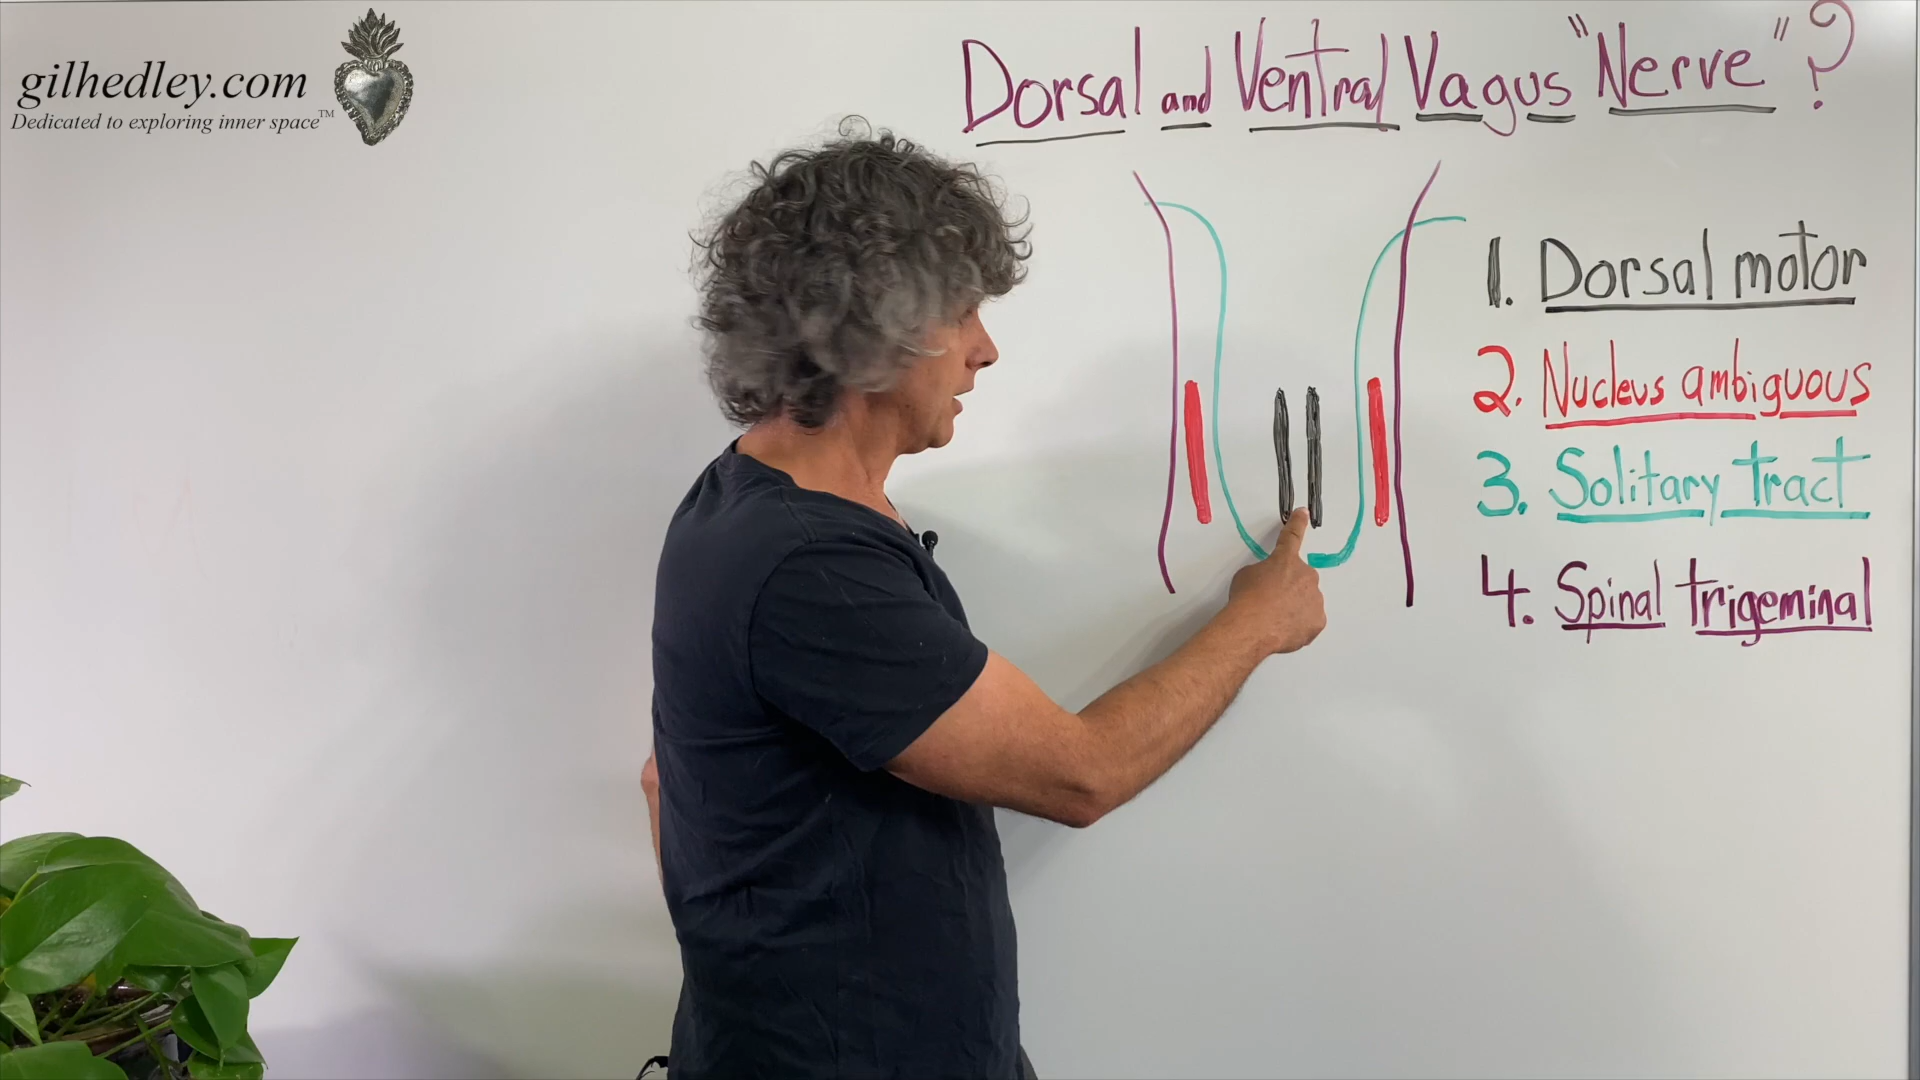 gilhedley.com
Dedicated to exploring inner space™
Dorsal and Ventral Vagus "Nerve"?
1. Dorsal motor
2. Nucleus ambiguous
3. Solitary tract
4. Spinal trigeminal